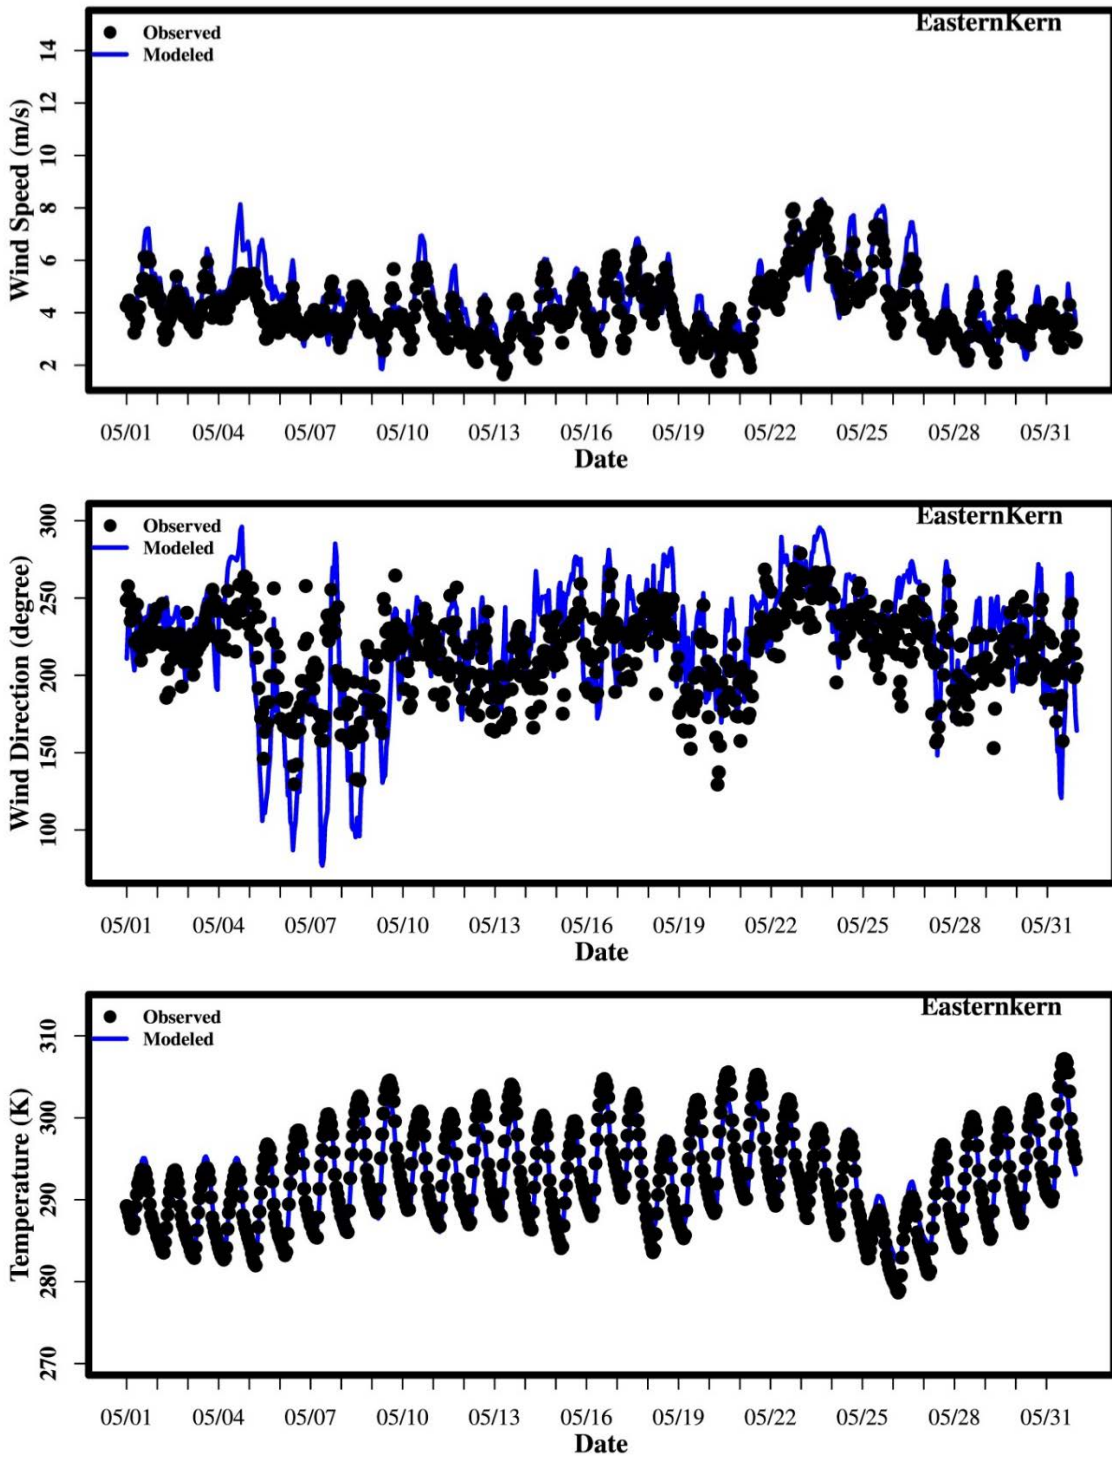 EasternKern
Observed
Modeled
Wind Speed (m/s)
14
12
10
8
6
4
2
05/01 05/04 05/07 05/10 05/13 05/16 05/19 05/22 05/25 05/28 05/31
Date
EasternKern
Observed
Modeled
Wind Direction (degree)
300
250
200
150
100
05/01 05/04 05/07 05/10 05/13 05/16 05/19 05/22 05/25 05/28 05/31
Date
Easternkern
Observed
Modeled
Temperature (K)
310
300
290
280
270
05/01 05/04 05/07 05/10 05/13 05/16 05/19 05/22 05/25 05/28 05/31
Date